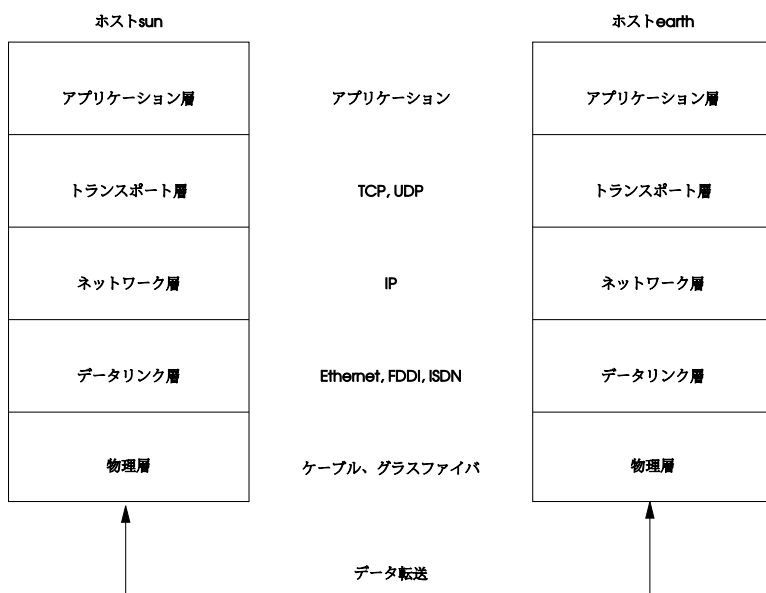 ホストsun
ホストearth
アプリケーション層
アプリケーション
アプリケーション層
トランスポート層
TCP, UDP
トランスポート層
ネットワーク層
IP
ネットワーク層
データリンク層
Ethernet, FDDI, ISDN
データリンク層
物理層
ケーブル、グラスファイバ
物理層
データ転送